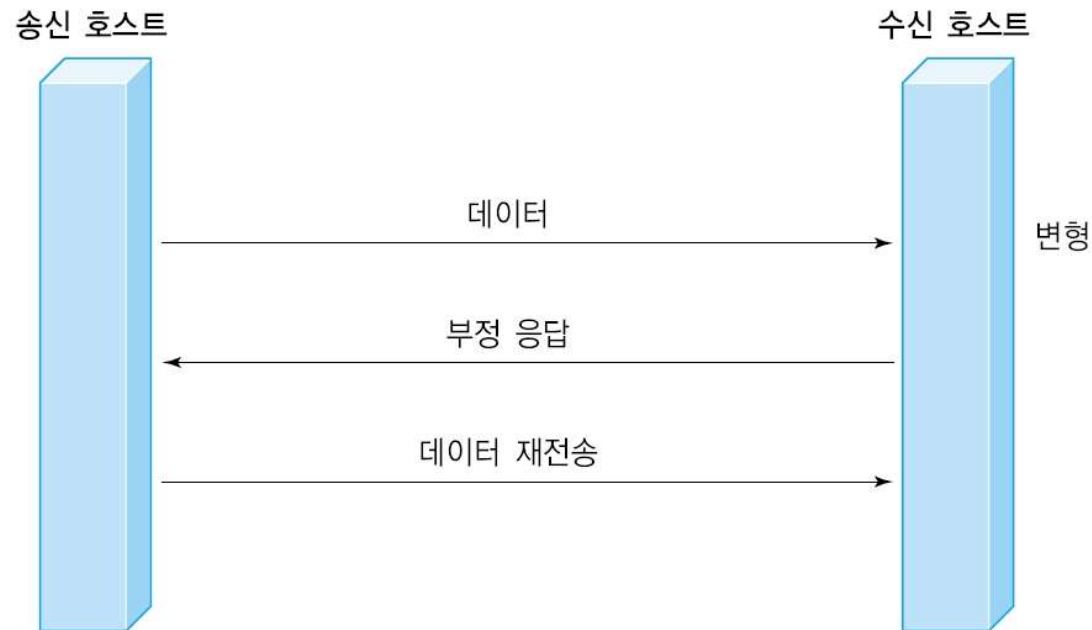 송신 호스트
수신 호스트
데이터
변형
부정 응답
데이터 재전송